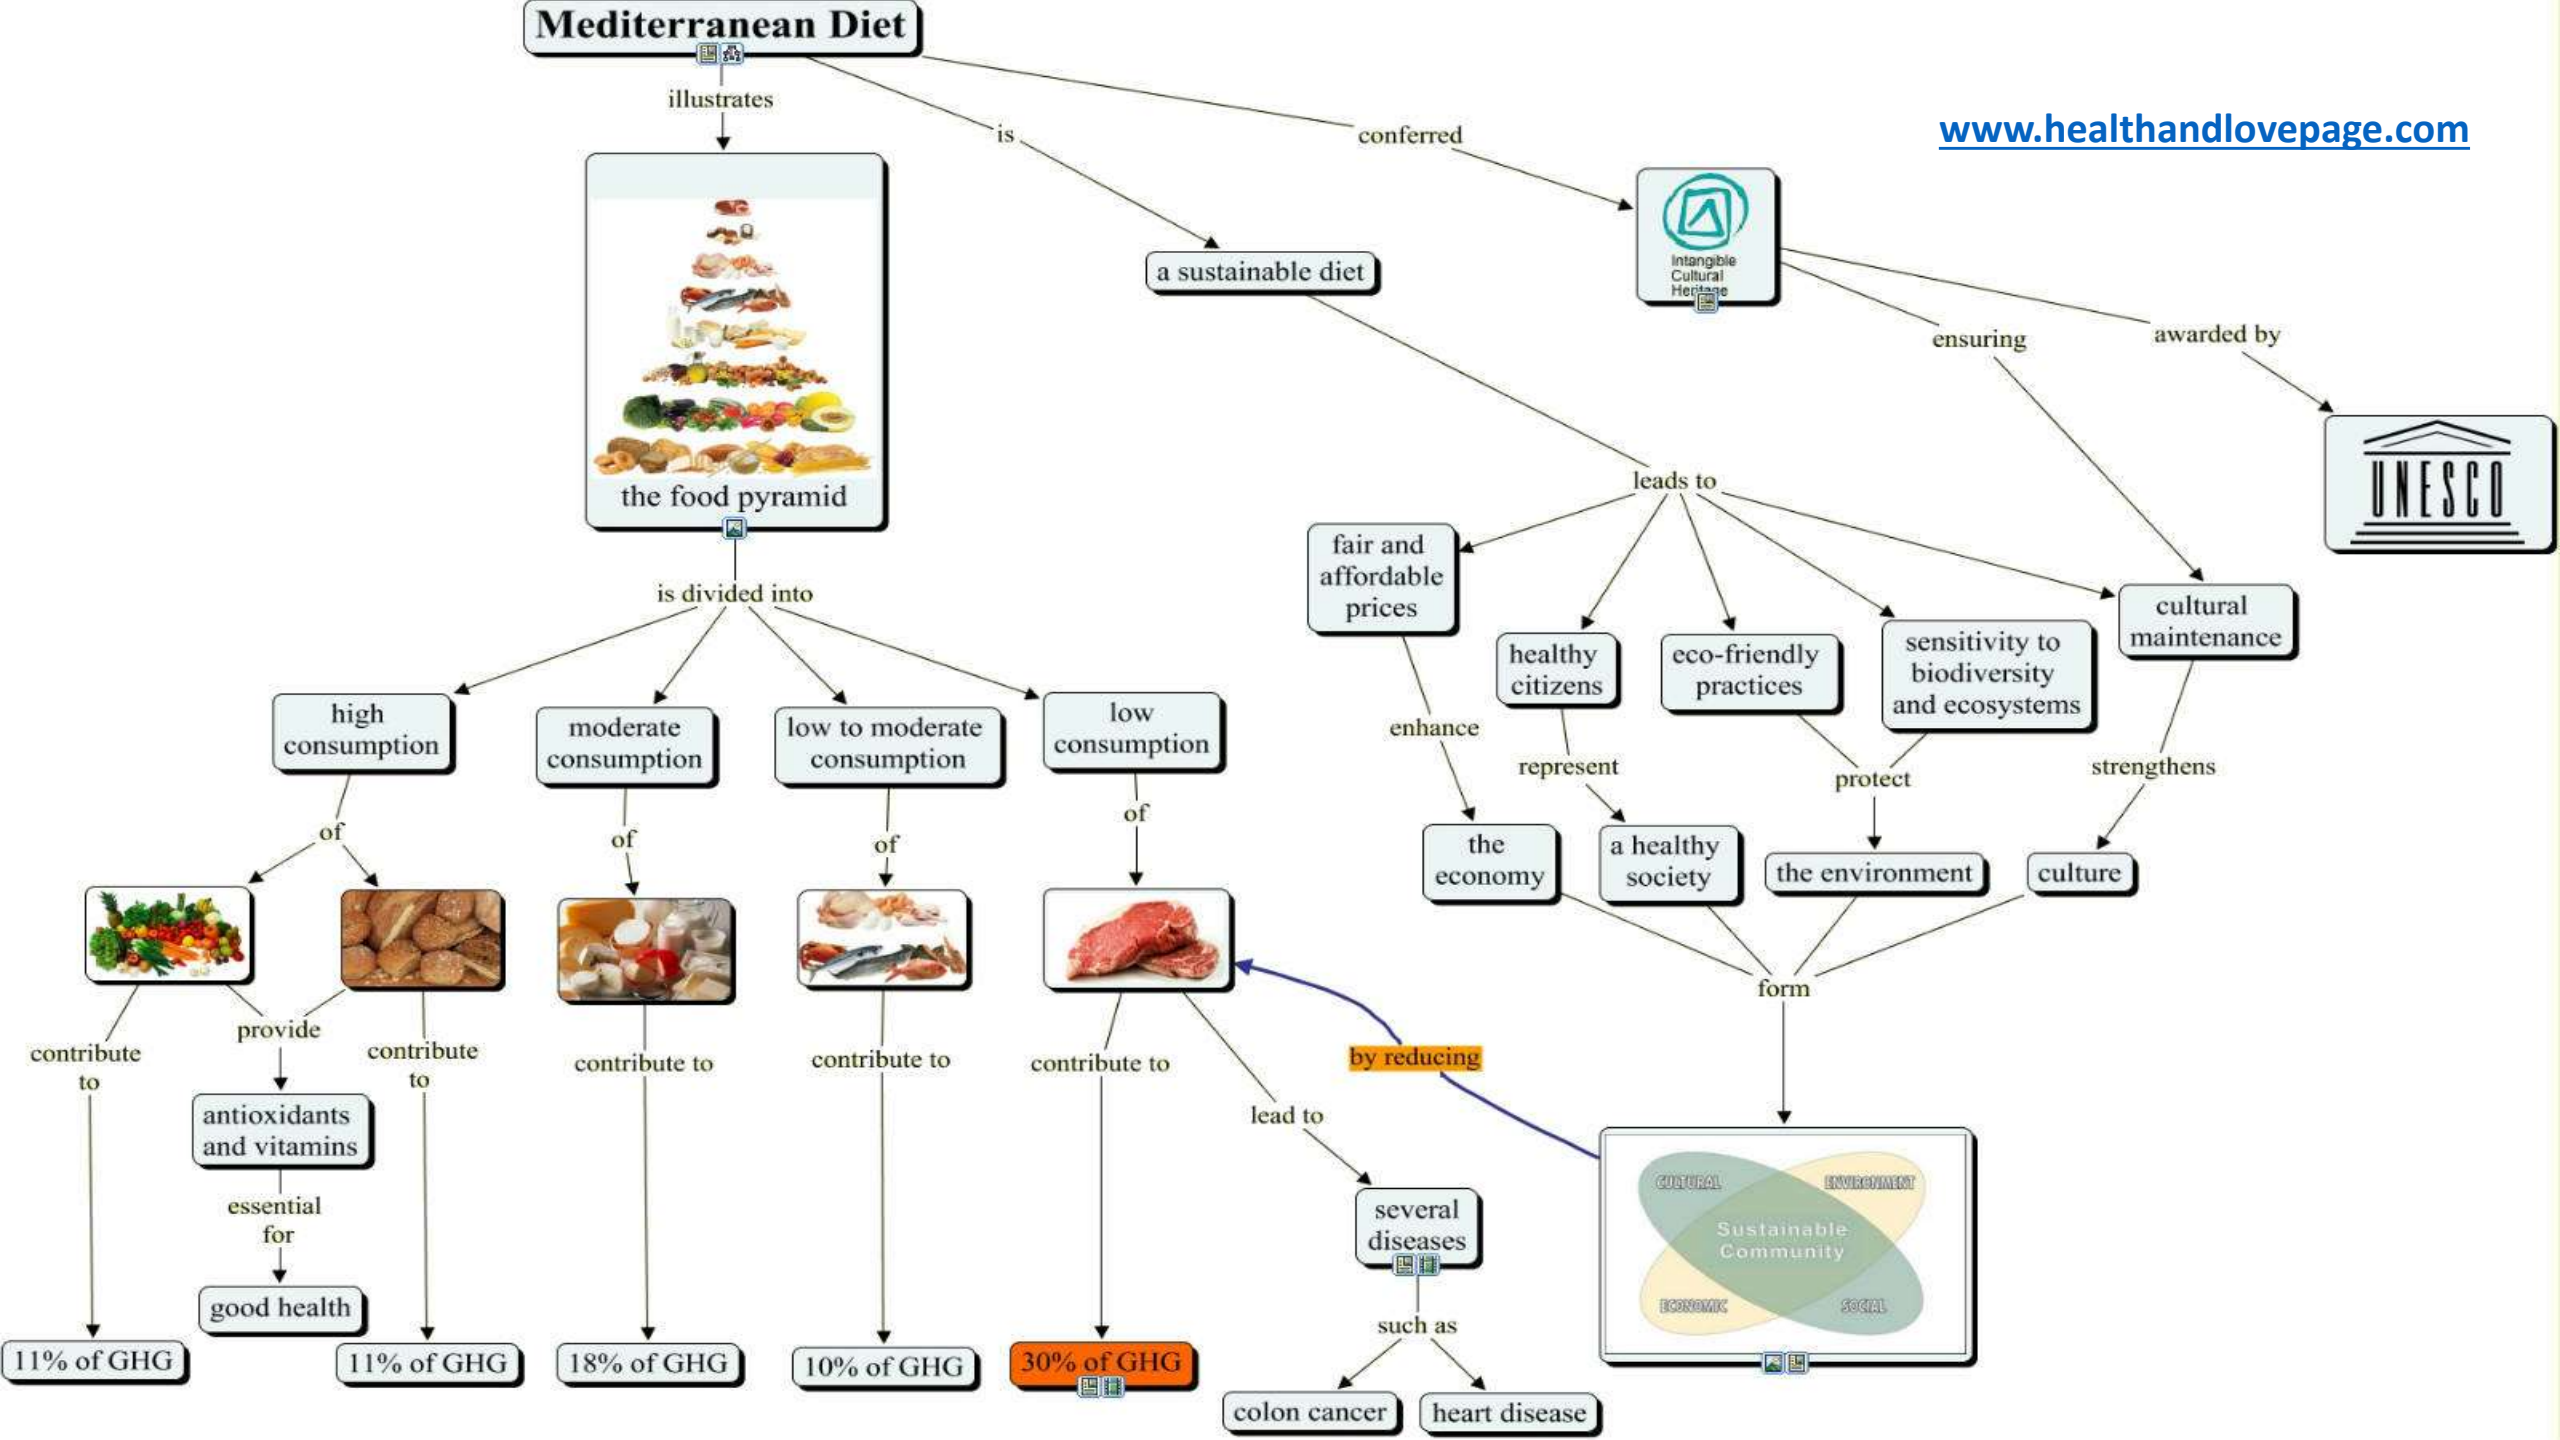 Mediterranean Diet
illustrates
is
conferred
www.healthandlovepage.com
Intangible
Cultural
Heritage
a sustainable diet
ensuring
awarded by
UNESCO
the food pyramid
leads to
is divided into
fair and
affordable
prices
healthy
citizens
eco-friendly
practices
sensitivity to
biodiversity
and ecosystems
cultural
maintenance
high
consumption
moderate
consumption
low to moderate
consumption
low
consumption
enhance
represent
protect
strengthens
of
of
of
of
the
economy
a healthy
society
the environment
culture
form
provide
contribute
to
contribute
to
contribute to
contribute to
contribute to
by reducing
lead to
antioxidants
and vitamins
essential
for
good health
several
diseases
such as
CULTURAL
ENVIRONMENT
Sustainable
Community
ECONOMIC
SOCIAL
11% of GHG
11% of GHG
18% of GHG
10% of GHG
30% of GHG
colon cancer
heart disease